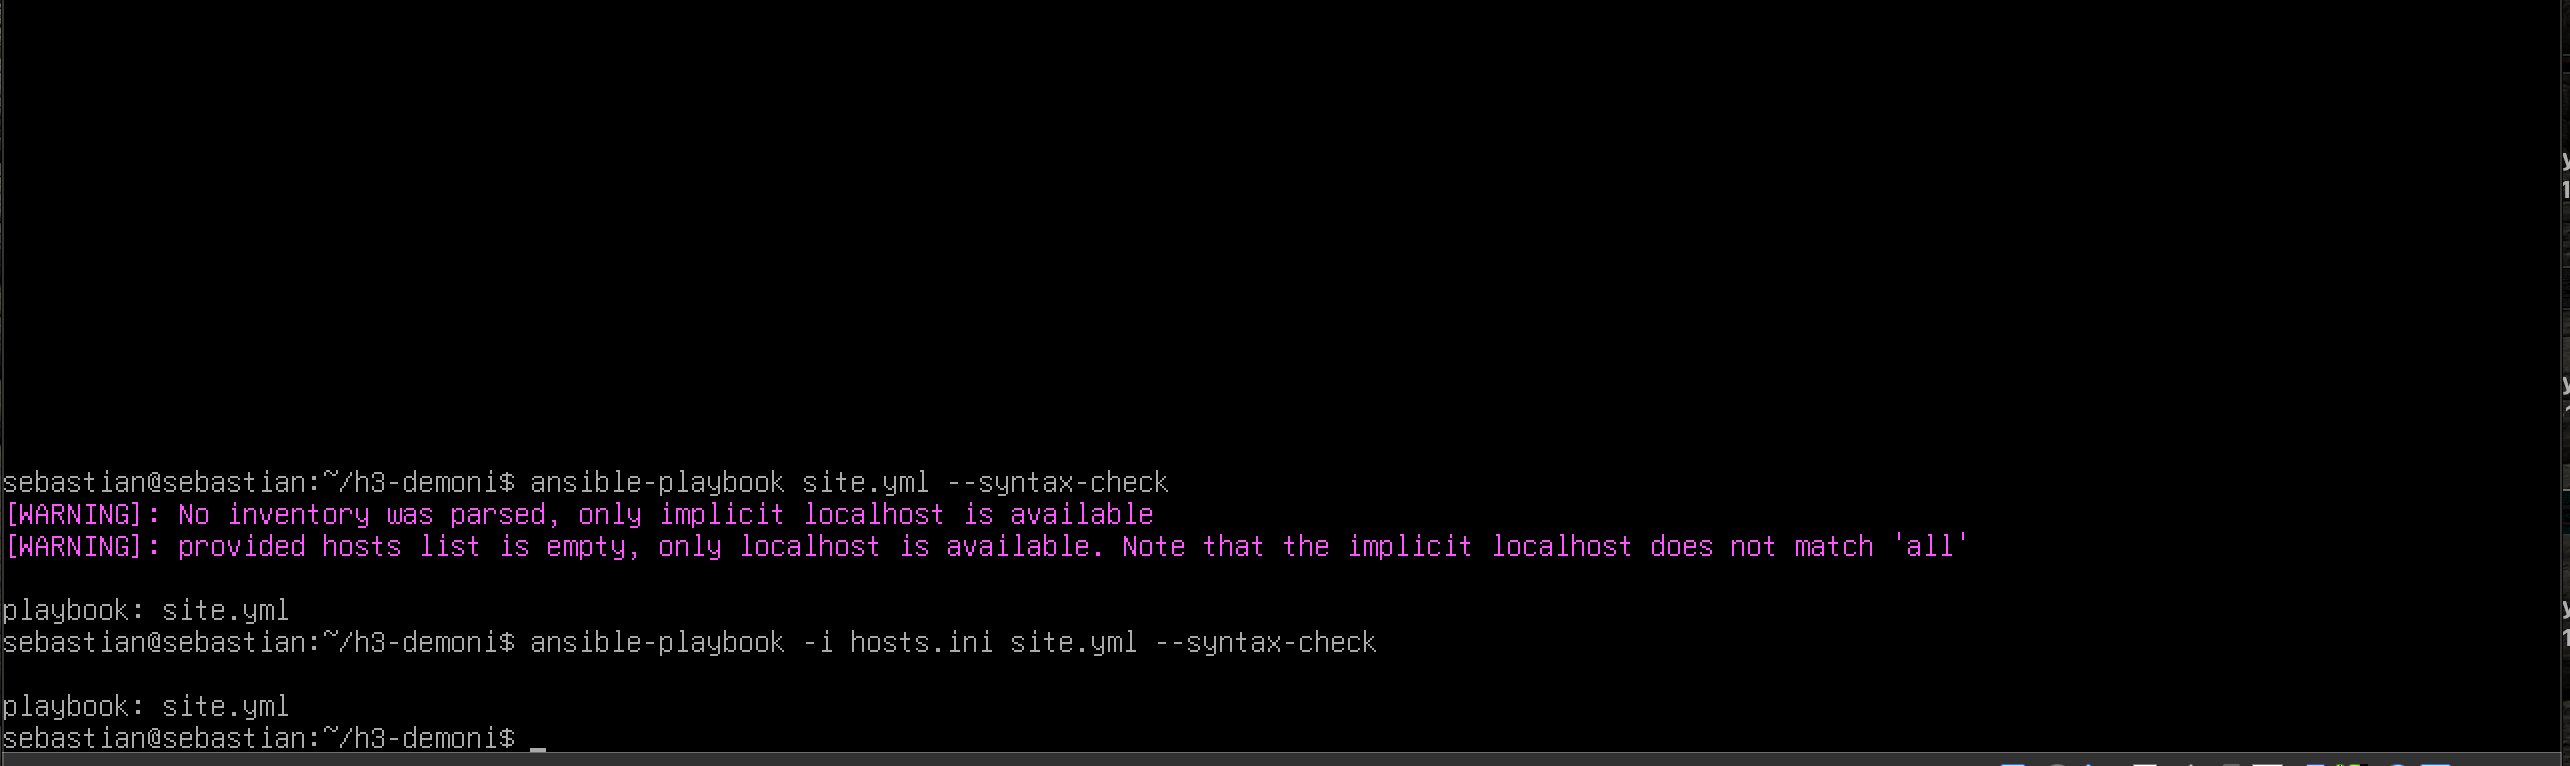 sebastian@sebastian:~/h3-demoni$ ansible-playbook site.yml --syntax-check
[WARNING]: No inventory was parsed, only implicit localhost is available
[WARNING]: provided hosts list is empty, only localhost is available. Note that the implicit localhost does not match 'all'
playbook: site.yml
sebastian@sebastian:~/h3-demoni$ ansible-playbook -i hosts.ini site.yml --syntax-check
playbook: site.yml
sebastian@sebastian:~/h3-demoni$